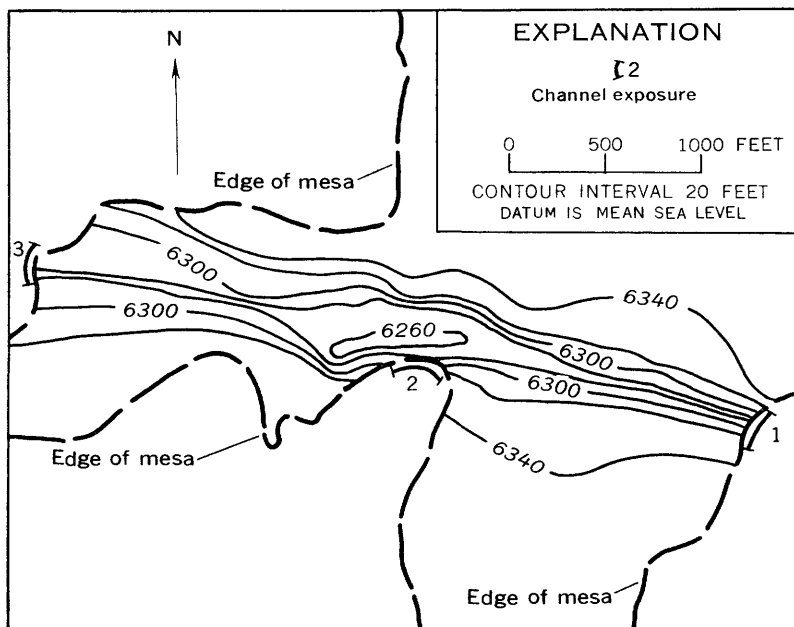 EXPLANATION
2
Channel exposure
0 500 1000 FEET
CONTOUR INTERVAL 20 FEET
DATUM IS MEAN SEA LEVEL
N
Edge of mesa
3
6300
6340
6300
6260
6300
6300
2
1
Edge of mesa
6340
Edge of mesa